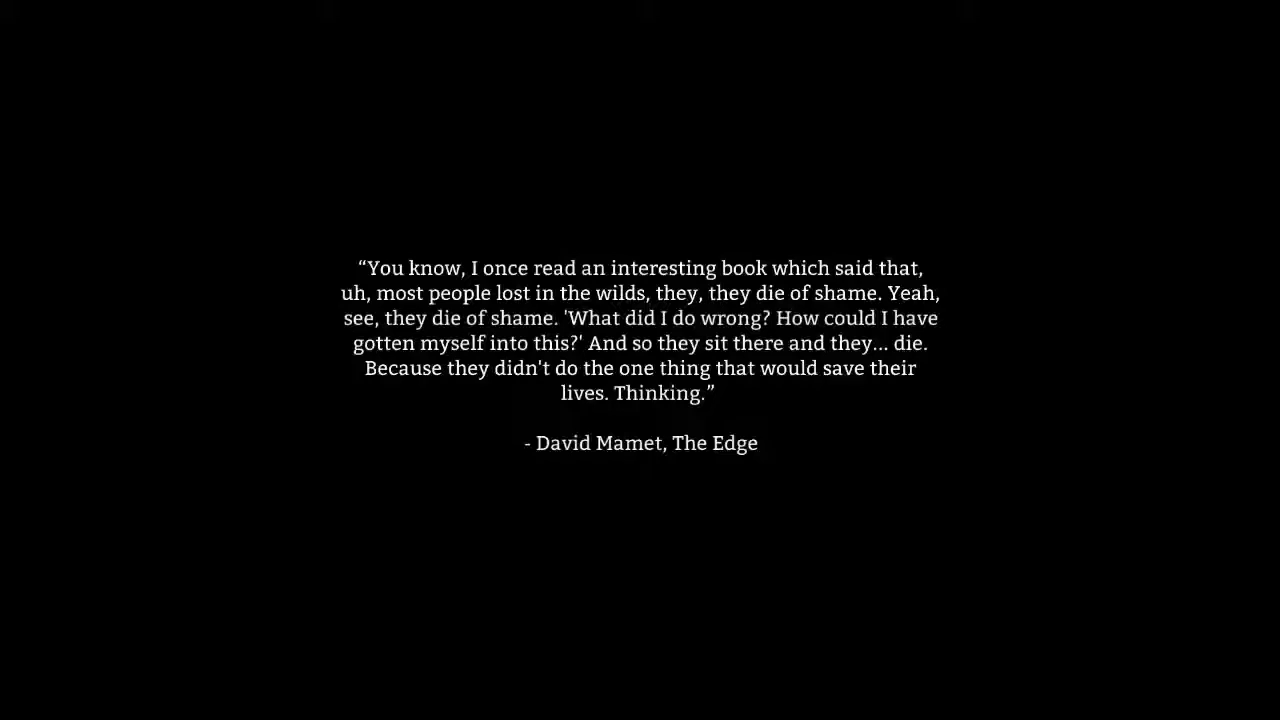 “You know, I once read an interesting book which said that,
uh, most people lost in the wilds, they, they die of shame. Yeah,
see, they die of shame. 'What did I do wrong? How could I have
gotten myself into this?' And so they sit there and they... die.
Because they didn't do the one thing that would save their
lives. Thinking.”
- David Mamet, The Edge